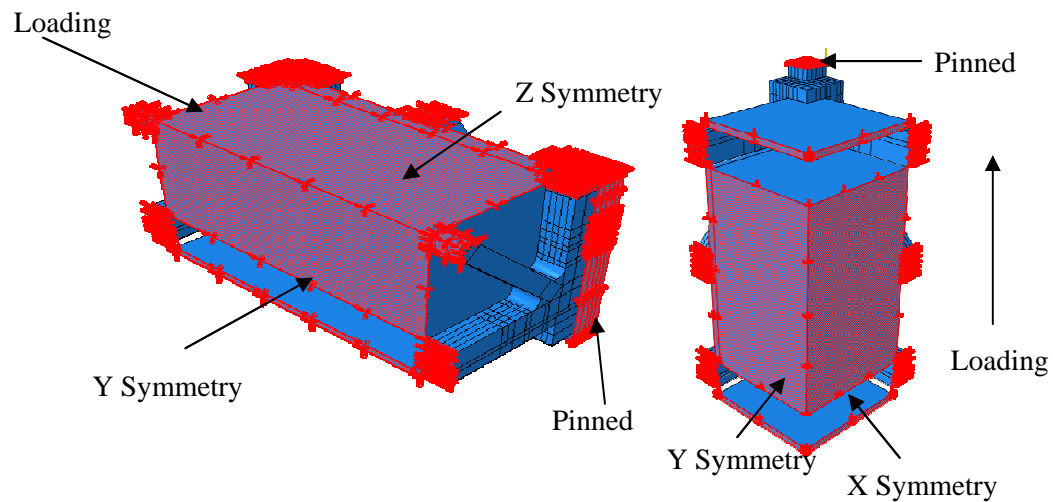 Loading
Z Symmetry
Y Symmetry
Pinned
Pinned
Loading
Y Symmetry
X Symmetry